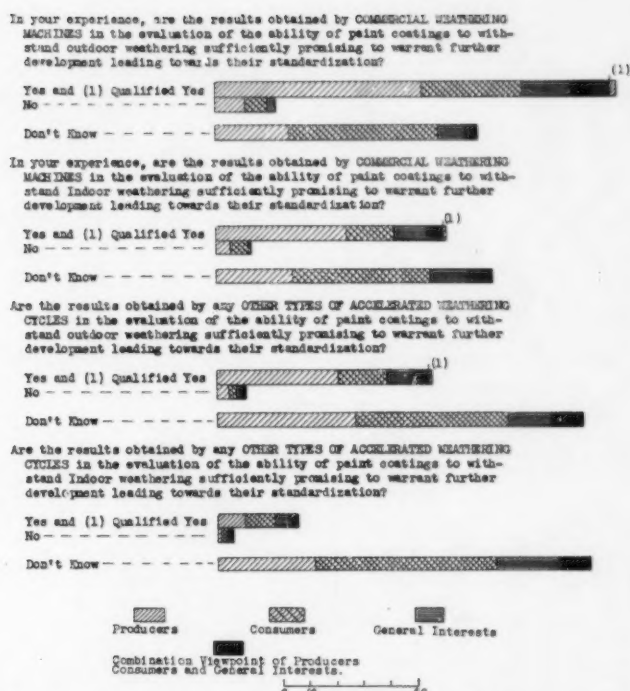 In your experience, are the results obtained by COMMERCIAL WEATHERING
MACHINES in the evaluation of the ability of paint coatings to with-
stand outdoor weathering sufficiently promising to warrant further
development leading towards their standardization?
(1)
Yes and (1) Qualified Yes
No - - - - - - - - - - - - - -
Don't Know - - - - - - - - - -
In your experience, are the results obtained by COMMERCIAL WEATHERING
MACHINES in the evaluation of the ability of paint coatings to with-
stand Indoor weathering sufficiently promising to warrant further
development leading towards their standardization?
(1)
Yes and (1) Qualified Yes
No - - - - - - - - - - - - - -
Don't Know - - - - - - - - - -
Are the results obtained by any OTHER TYPES OF ACCELERATED WEATHERING
CYCLES in the evaluation of the ability of paint coatings to with-
stand outdoor weathering sufficiently promising to warrant further
development leading towards their standardization?
(1)
Yes and (1) Qualified Yes
No - - - - - - - - - - - - - -
Don't Know - - - - - - - - - -
Are the results obtained by any OTHER TYPES OF ACCELERATED WEATHERING
CYCLES in the evaluation of the ability of paint coatings to with-
stand Indoor weathering sufficiently promising to warrant further
development leading towards their standardization?
Yes and (1) Qualified Yes
No - - - - - - - - - - - - - -
Don't Know - - - - - - - - - -
Producers Consumers General Interests
Combination Viewpoint of Producers
Consumers and General Interests.